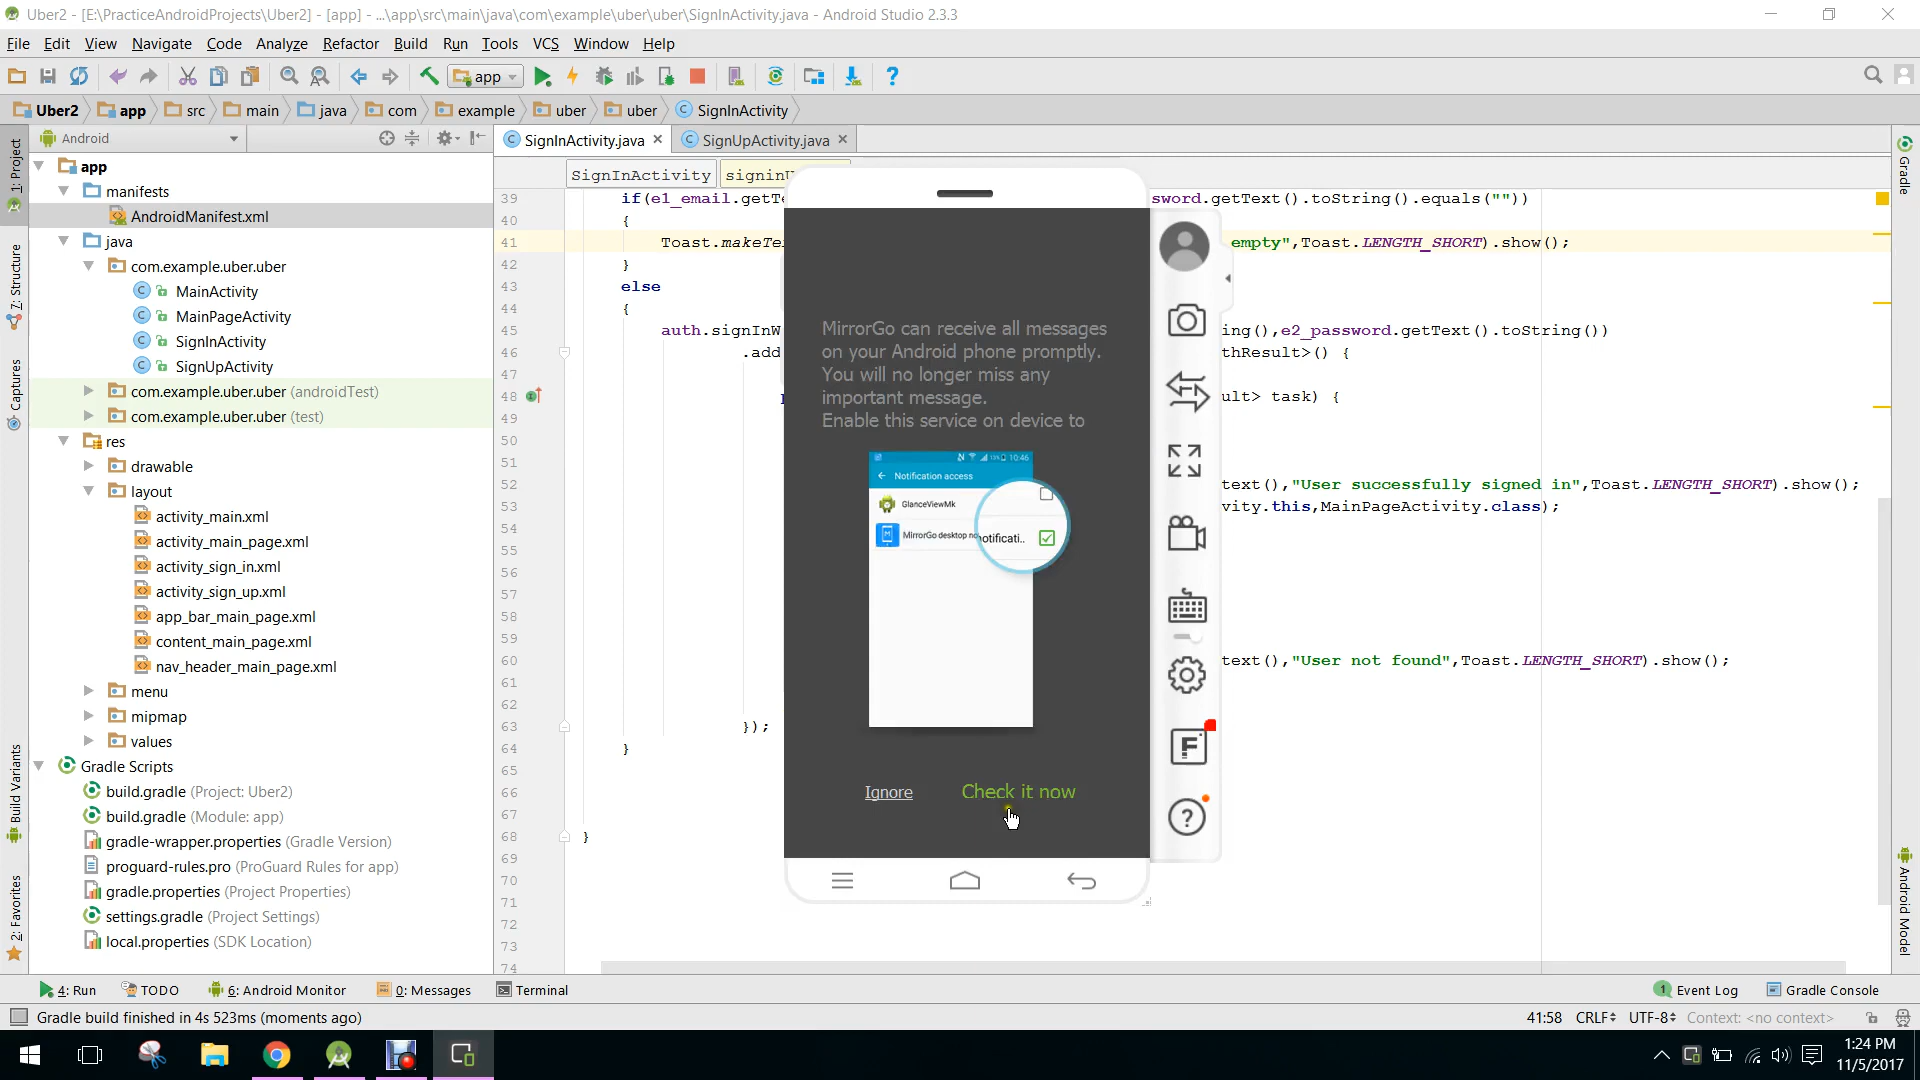 Uber2 - [E:\PracticeAndroidProjects\Uber2] - [app] - ...\app\src\main\java\com\example\uber\uber\SignInActivity.java - Android Studio 2.3.3
File Edit View Navigate Code Analyze Refactor Build Run Tools VCS Window Help
app
Uber2 app src main java com example uber uber SignInActivity
Android
SignInActivity.java SignUpActivity.java
SignInActivity signinU
1: Project
7: Structure
Captures
Build Variants
2: Favorites
app
manifests
AndroidManifest.xml
java
com.example.uber.uber
MainActivity
MainPageActivity
SignInActivity
SignUpActivity
com.example.uber.uber (androidTest)
com.example.uber.uber (test)
res
drawable
layout
activity_main.xml
activity_main_page.xml
activity_sign_in.xml
activity_sign_up.xml
app_bar_main_page.xml
content_main_page.xml
nav_header_main_page.xml
menu
mipmap
values
Gradle Scripts
build.gradle (Project: Uber2)
build.gradle (Module: app)
gradle-wrapper.properties (Gradle Version)
proguard-rules.pro (ProGuard Rules for app)
gradle.properties (Project Properties)
settings.gradle (Project Settings)
local.properties (SDK Location)
39 if(e1_email.getTe sword.getText().toString().equals(""))
40 {
41 Toast.makeTe empty",Toast.LENGTH_SHORT).show();
42 }
43 else
44 {
45 auth.signInW ing(),e2_password.getText().toString())
46 .add thResult>() {
47
48 ult> task) {
49
50
51
52 text(),"User successfully signed in",Toast.LENGTH_SHORT).show();
53 vity.this,MainPageActivity.class);
54
55
56
57
58
59
60 text(),"User not found",Toast.LENGTH_SHORT).show();
61
62
63 });
64 }
65
66
67
68 }
69
70
71
72
73
74
MirrorGo can receive all messages
on your Android phone promptly.
You will no longer miss any
important message.
Enable this service on device to
10:46
Notification access
GlanceViewMk
MirrorGo desktop no
otificati..
Ignore Check it now
F
?
Gradle
Android Model
4: Run TODO 6: Android Monitor 0: Messages Terminal
1 Event Log Gradle Console
Gradle build finished in 4s 523ms (moments ago)
41:58 CRLF UTF-8 Context: <no context>
1:24 PM
11/5/2017